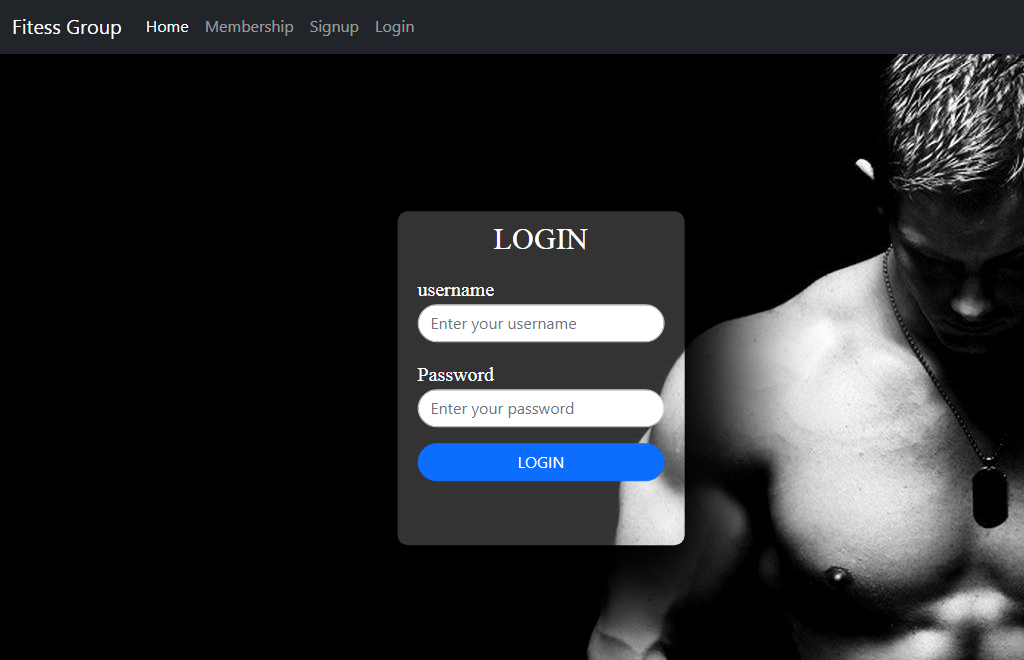 Fitess Group Home Membership Signup Login
LOGIN
username
Enter your username
Password
Enter your password
LOGIN